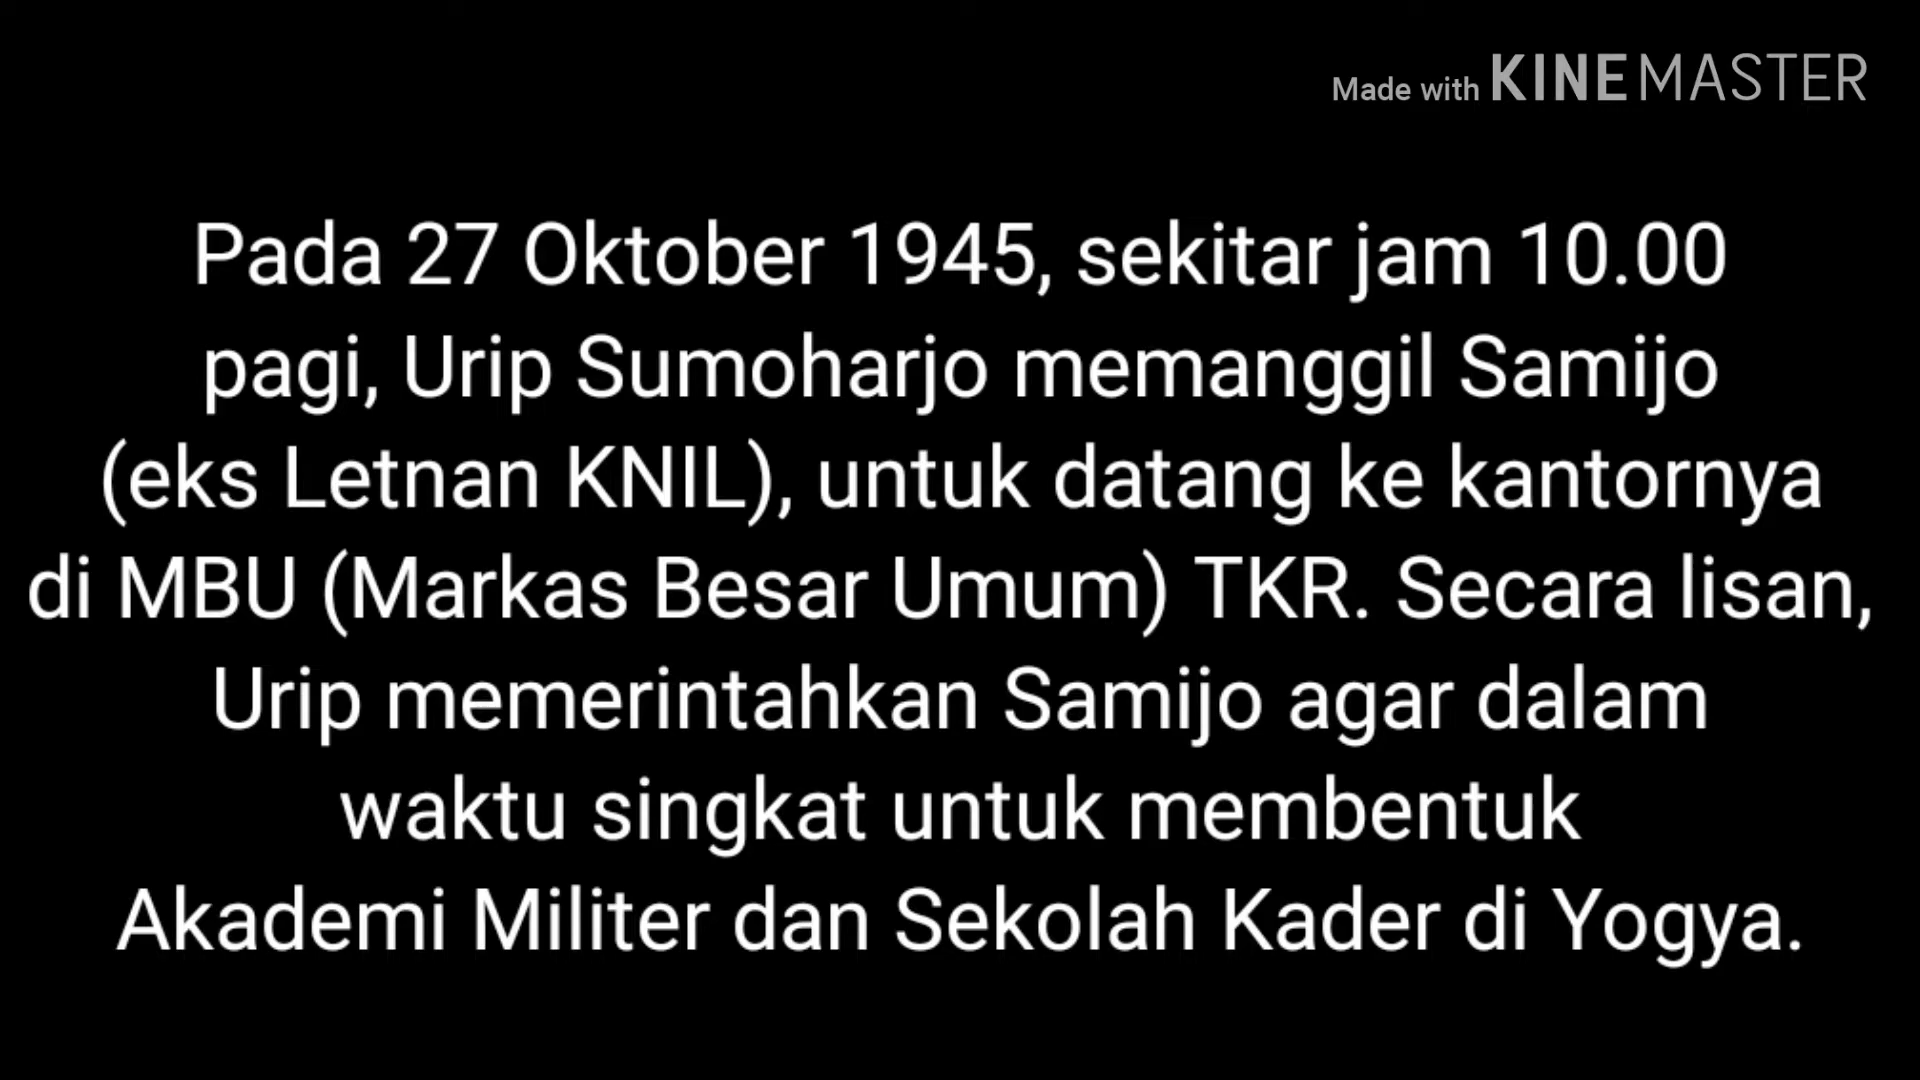 Made with KINEMASTER
Pada 27 Oktober 1945, sekitar jam 10.00
pagi, Urip Sumoharjo memanggil Samijo
(eks Letnan KNIL), untuk datang ke kantornya
di MBU (Markas Besar Umum) TKR. Secara lisan,
Urip memerintahkan Samijo agar dalam
waktu singkat untuk membentuk
Akademi Militer dan Sekolah Kader di Yogya.